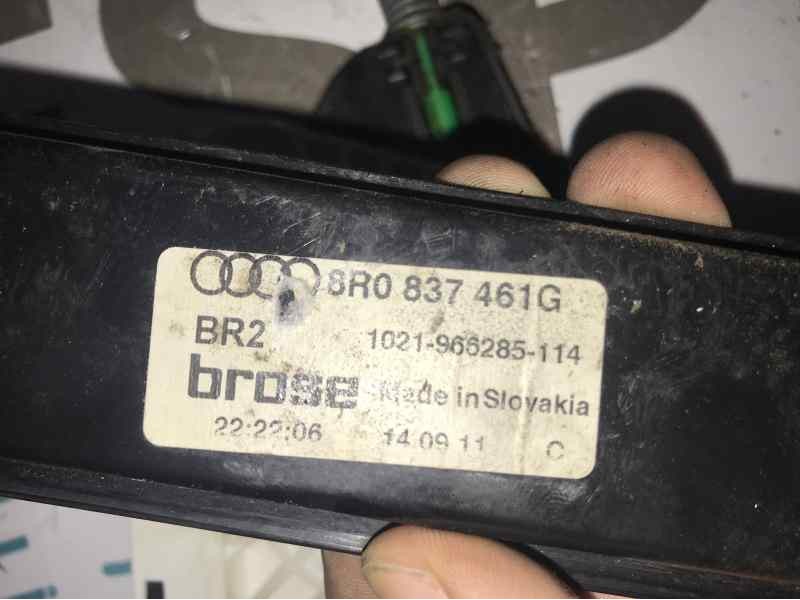 8R0 837 461G
BR2 1021-966285-114
brose Made in Slovakia
22:22:06 14 09 11 C